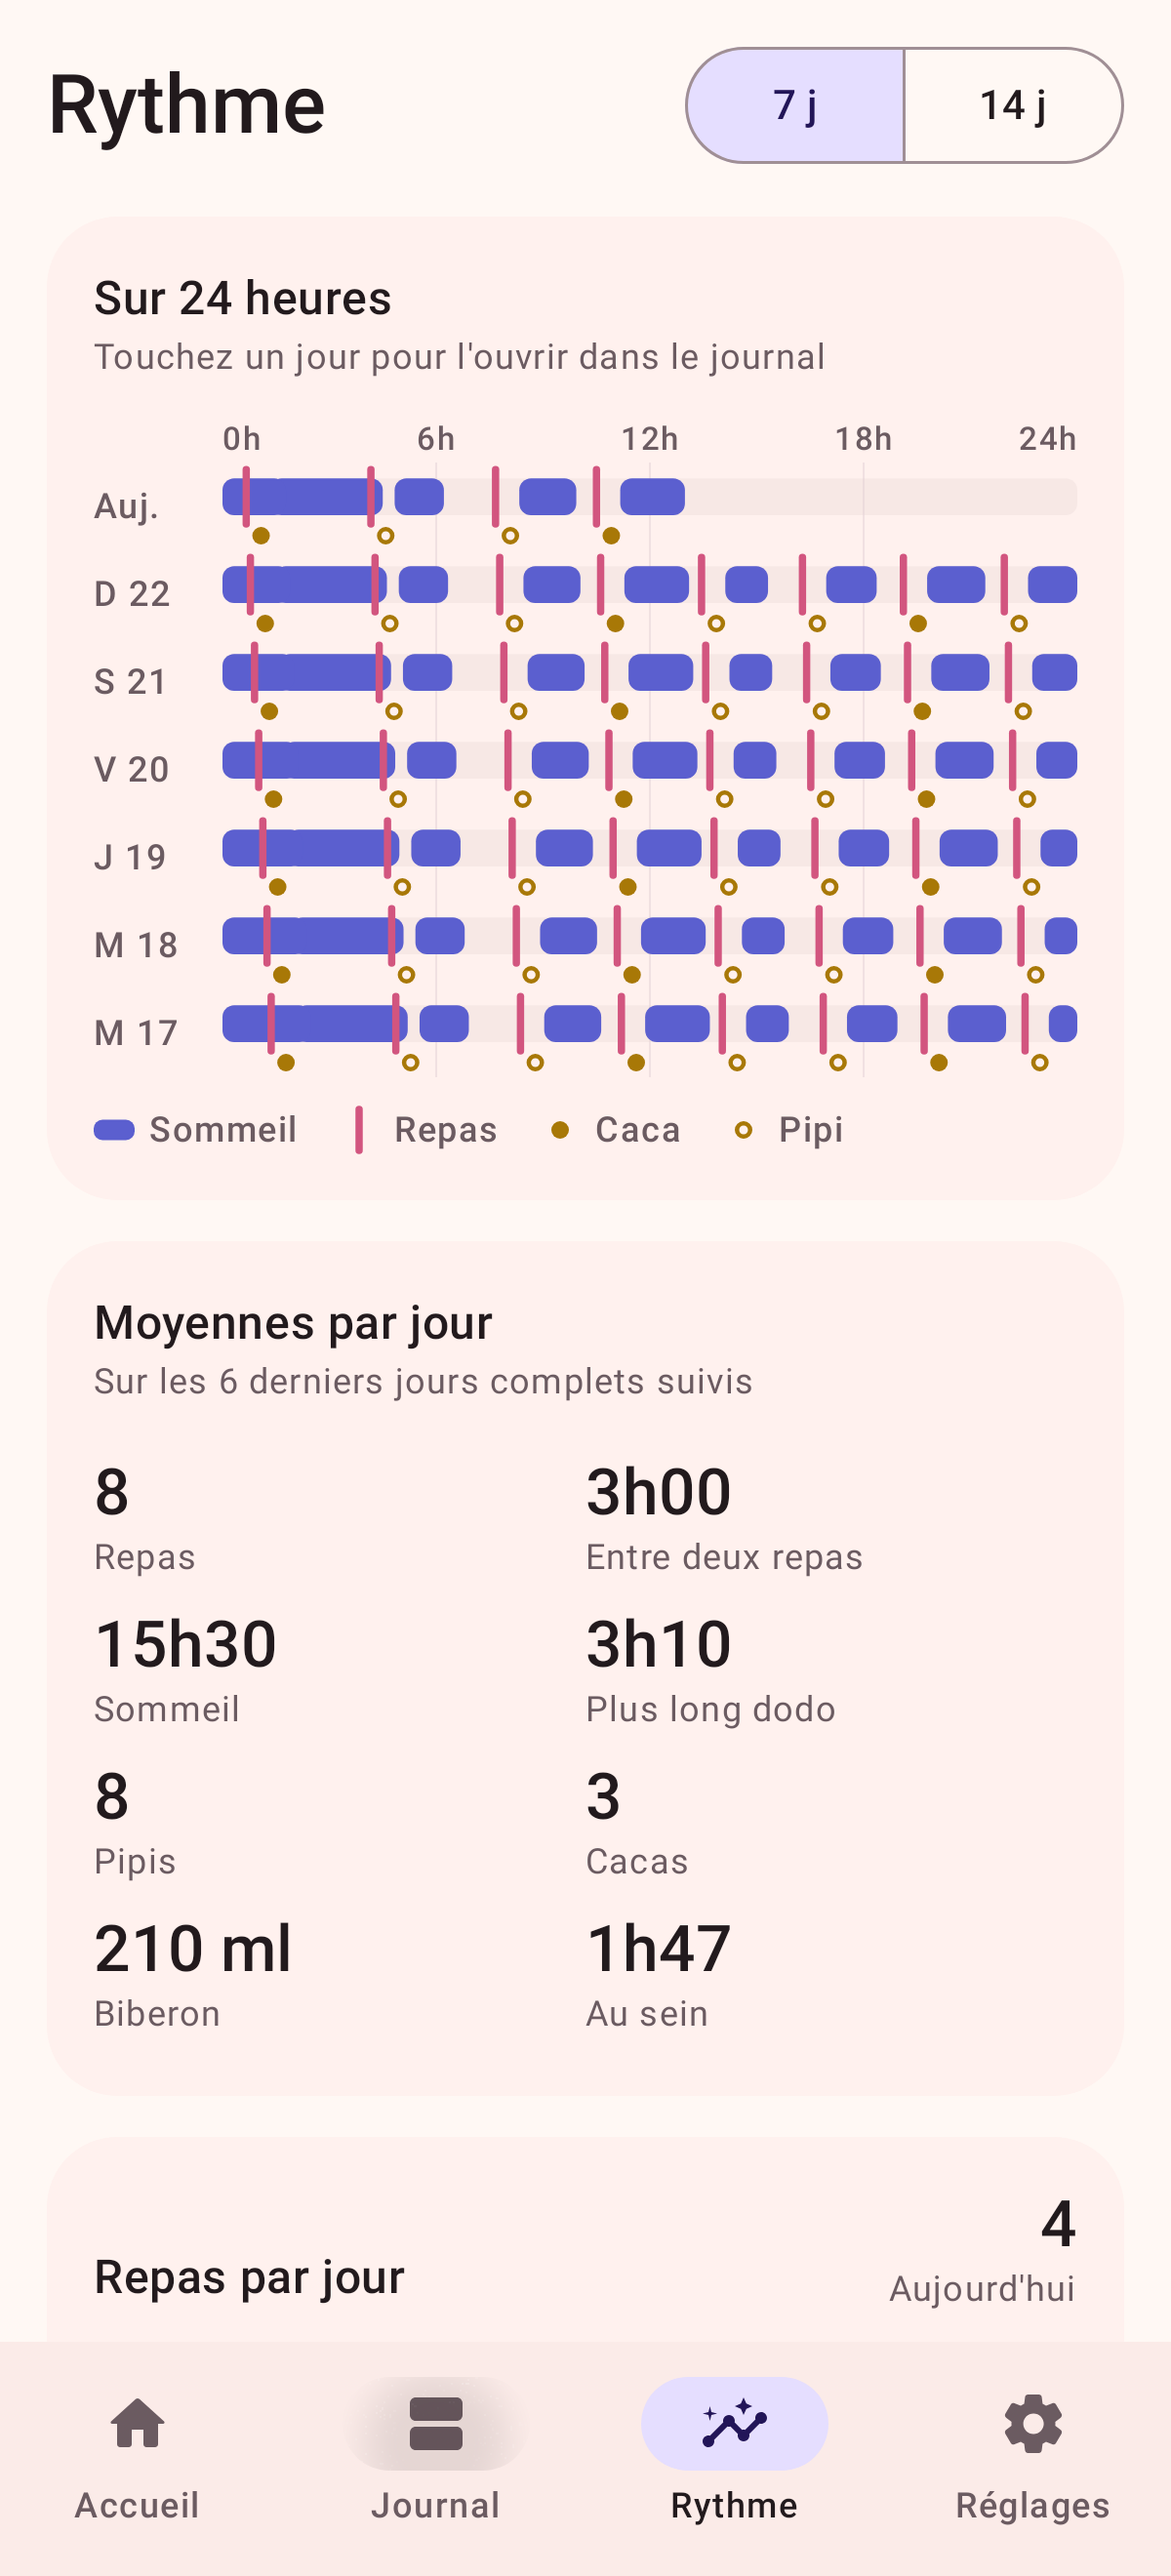 Rythme
7 j
14 j
Sur 24 heures
Touchez un jour pour l'ouvrir dans le journal
0h 6h 12h 18h 24h
Auj.
D 22
S 21
V 20
J 19
M 18
M 17
Sommeil Repas Caca Pipi
Moyennes par jour
Sur les 6 derniers jours complets suivis
8 3h00
Repas Entre deux repas
15h30 3h10
Sommeil Plus long dodo
8 3
Pipis Cacas
210 ml 1h47
Biberon Au sein
4
Repas par jour
Aujourd'hui
Accueil Journal Rythme Réglages